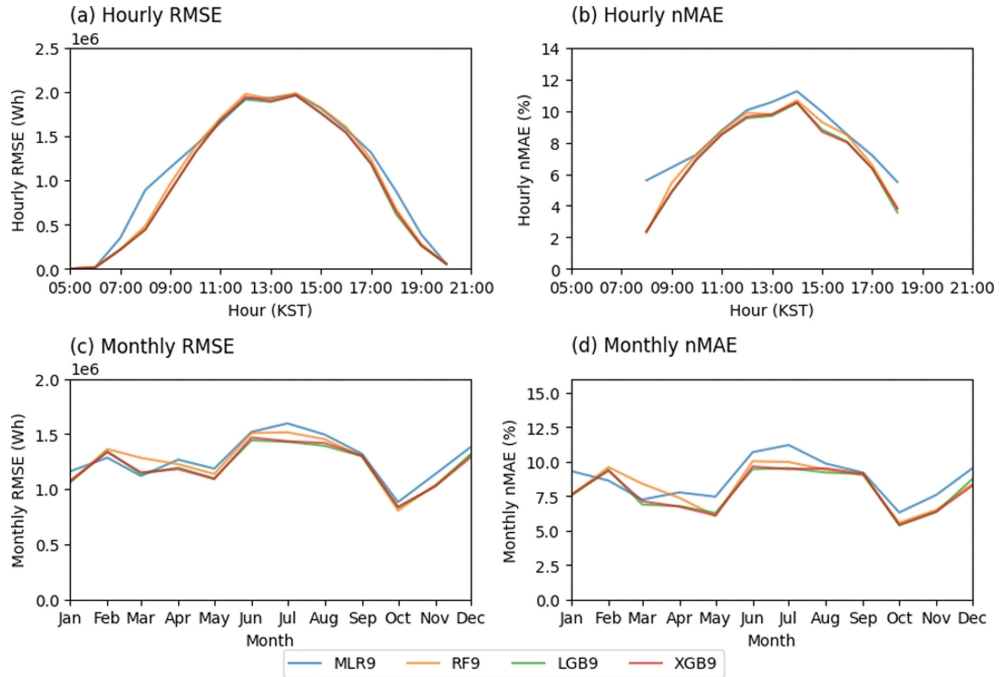 (a) Hourly RMSE
1e6
2.5
2.0
1.5
1.0
0.5
0.0
Hourly RMSE (Wh)
05:00 07:00 09:00 11:00 13:00 15:00 17:00 19:00 21:00
Hour (KST)
(b) Hourly nMAE
14
12
10
8
6
4
2
0
Hourly nMAE (%)
05:00 07:00 09:00 11:00 13:00 15:00 17:00 19:00 21:00
Hour (KST)
(c) Monthly RMSE
1e6
2.0
1.5
1.0
0.5
0.0
Monthly RMSE (Wh)
Jan Feb Mar Apr May Jun Jul Aug Sep Oct Nov Dec
Month
(d) Monthly nMAE
15.0
12.5
10.0
7.5
5.0
2.5
0.0
Monthly nMAE (%)
Jan Feb Mar Apr May Jun Jul Aug Sep Oct Nov Dec
Month
MLR9 RF9 LGB9 XGB9